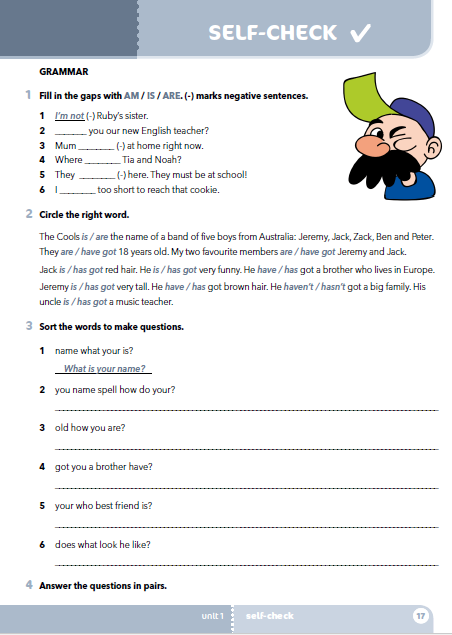 SELF-CHECK ✓
GRAMMAR
1 Fill in the gaps with AM / IS / ARE. (-) marks negative sentences.
1 I'm not (-) Ruby's sister.
2 _______ you our new English teacher?
3 Mum ________ (-) at home right now.
4 Where ________ Tia and Noah?
5 They ________ (-) here. They must be at school!
6 I ________ too short to reach that cookie.
2 Circle the right word.
The Cools is / are the name of a band of five boys from Australia: Jeremy, Jack, Zack, Ben and Peter.
They are / have got 18 years old. My two favourite members are / have got Jeremy and Jack.
Jack is / has got red hair. He is / has got very funny. He have / has got a brother who lives in Europe.
Jeremy is / has got very tall. He have / has got brown hair. He haven't / hasn't got a big family. His
uncle is / has got a music teacher.
3 Sort the words to make questions.
1 name what your is?
What is your name?
2 you name spell how do your?
3 old how you are?
4 got you a brother have?
5 your who best friend is?
6 does what look he like?
4 Answer the questions in pairs.
unit 1 self-check 17